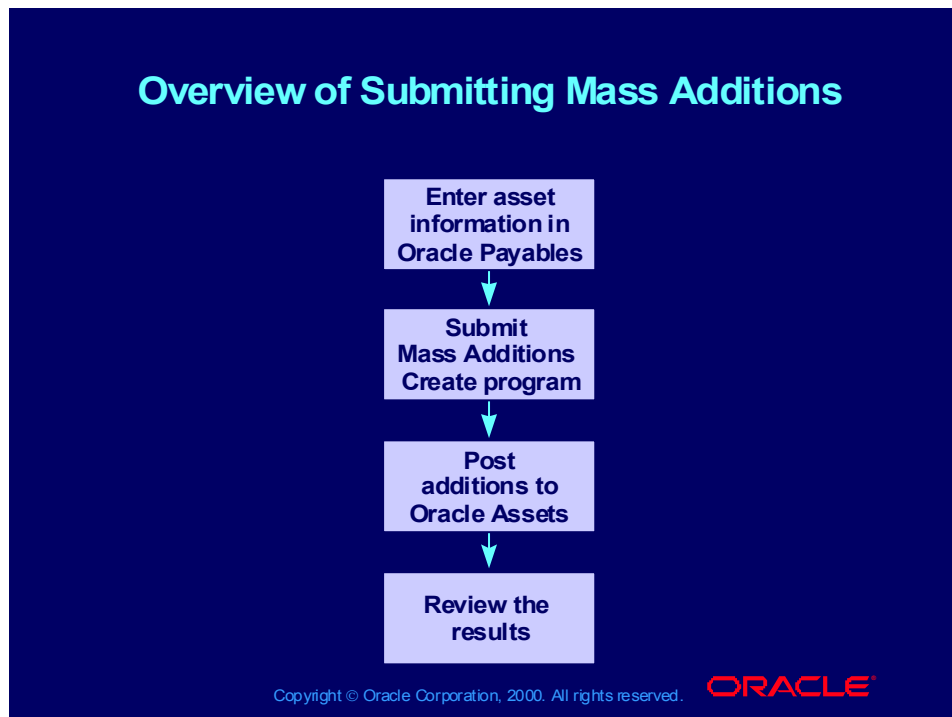 Overview of Submitting Mass Additions
Enter asset
information in
Oracle Payables
Submit
Mass Additions
Create program
Post
additions to
Oracle Assets
Review the
results
Copyright © Oracle Corporation, 2000. All rights reserved.
ORACLE®